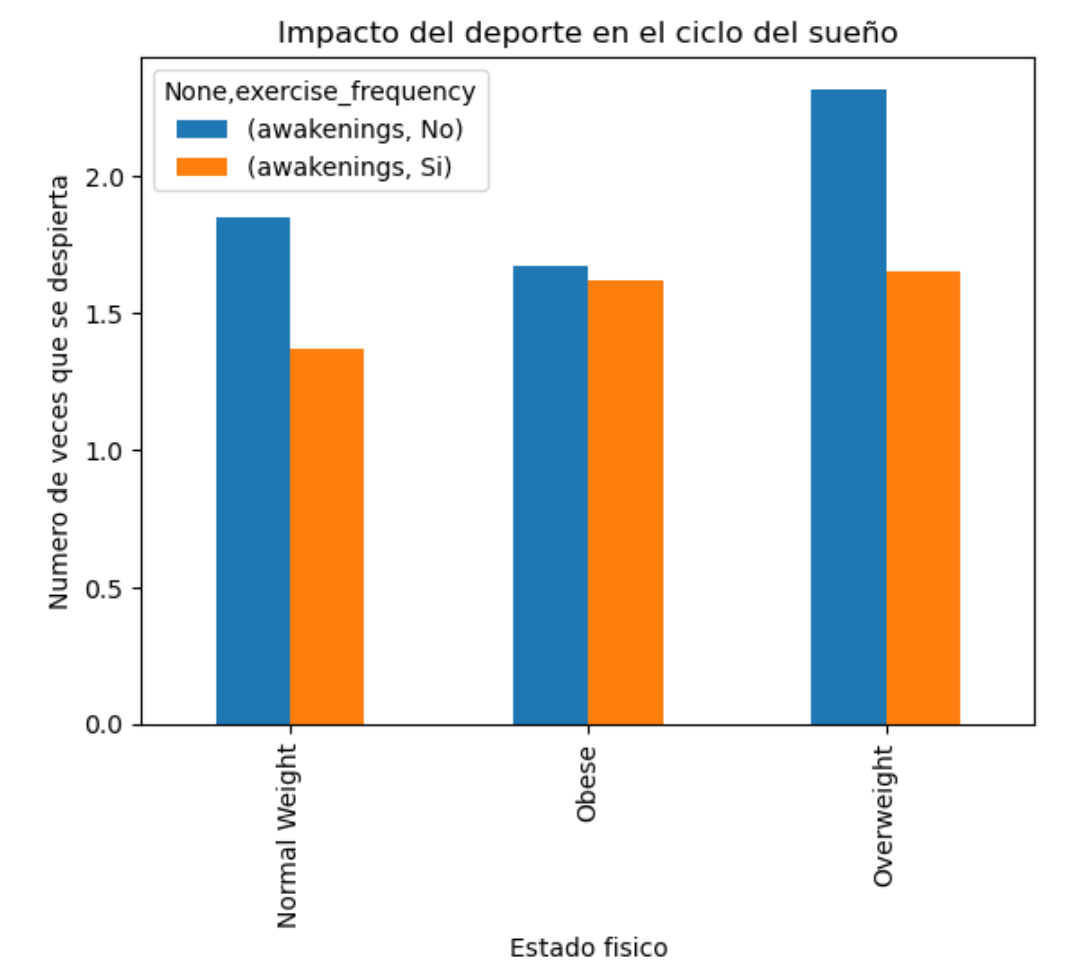 Impacto del deporte en el ciclo del sueño
None,exercise_frequency
(awakenings, No)
(awakenings, Si)
Numero de veces que se despierta
2.0
1.5
1.0
0.5
0.0
Normal Weight
Obese
Overweight
Estado fisico